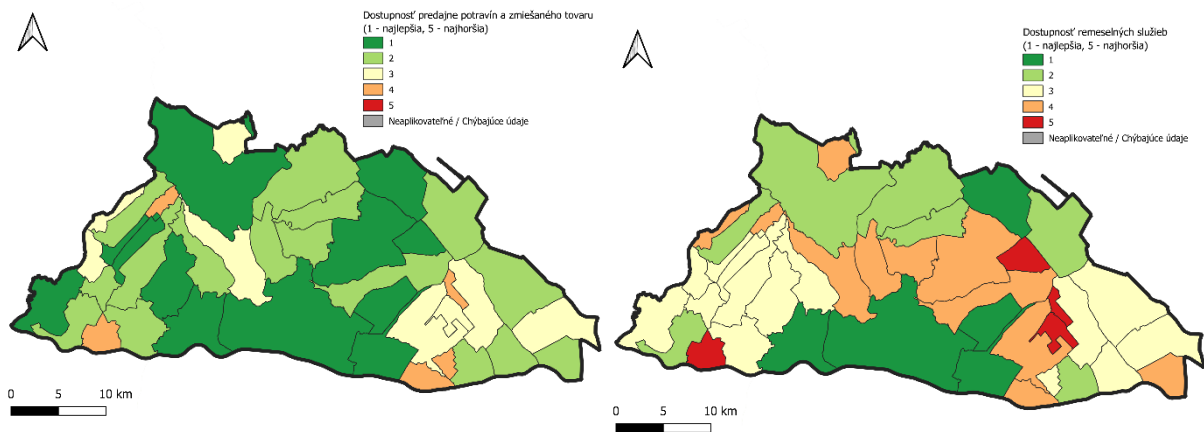 Dostupnosť predajne potravín a zmiešaného tovaru
(1 - najlepšia, 5 - najhoršia)
1
2
3
4
5
Neaplikovateľné / Chýbajúce údaje
0 5 10 km
Dostupnosť remeselných služieb
(1 - najlepšia, 5 - najhoršia)
1
2
3
4
5
Neaplikovateľné / Chýbajúce údaje
0 5 10 km